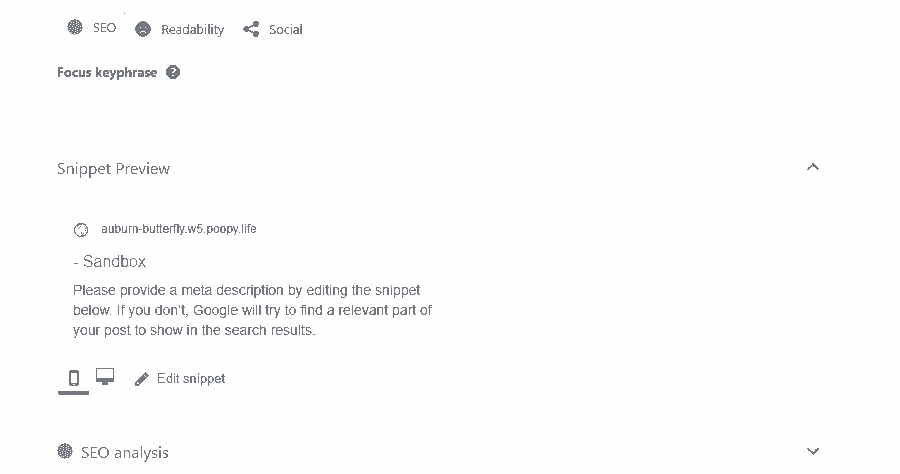 SEO Readability Social
Focus keyphrase ?
Snippet Preview
auburn-butterfly.w5.poopy.life
- Sandbox
Please provide a meta description by editing the snippet
below. If you don't, Google will try to find a relevant part of
your post to show in the search results.
Edit snippet
SEO analysis